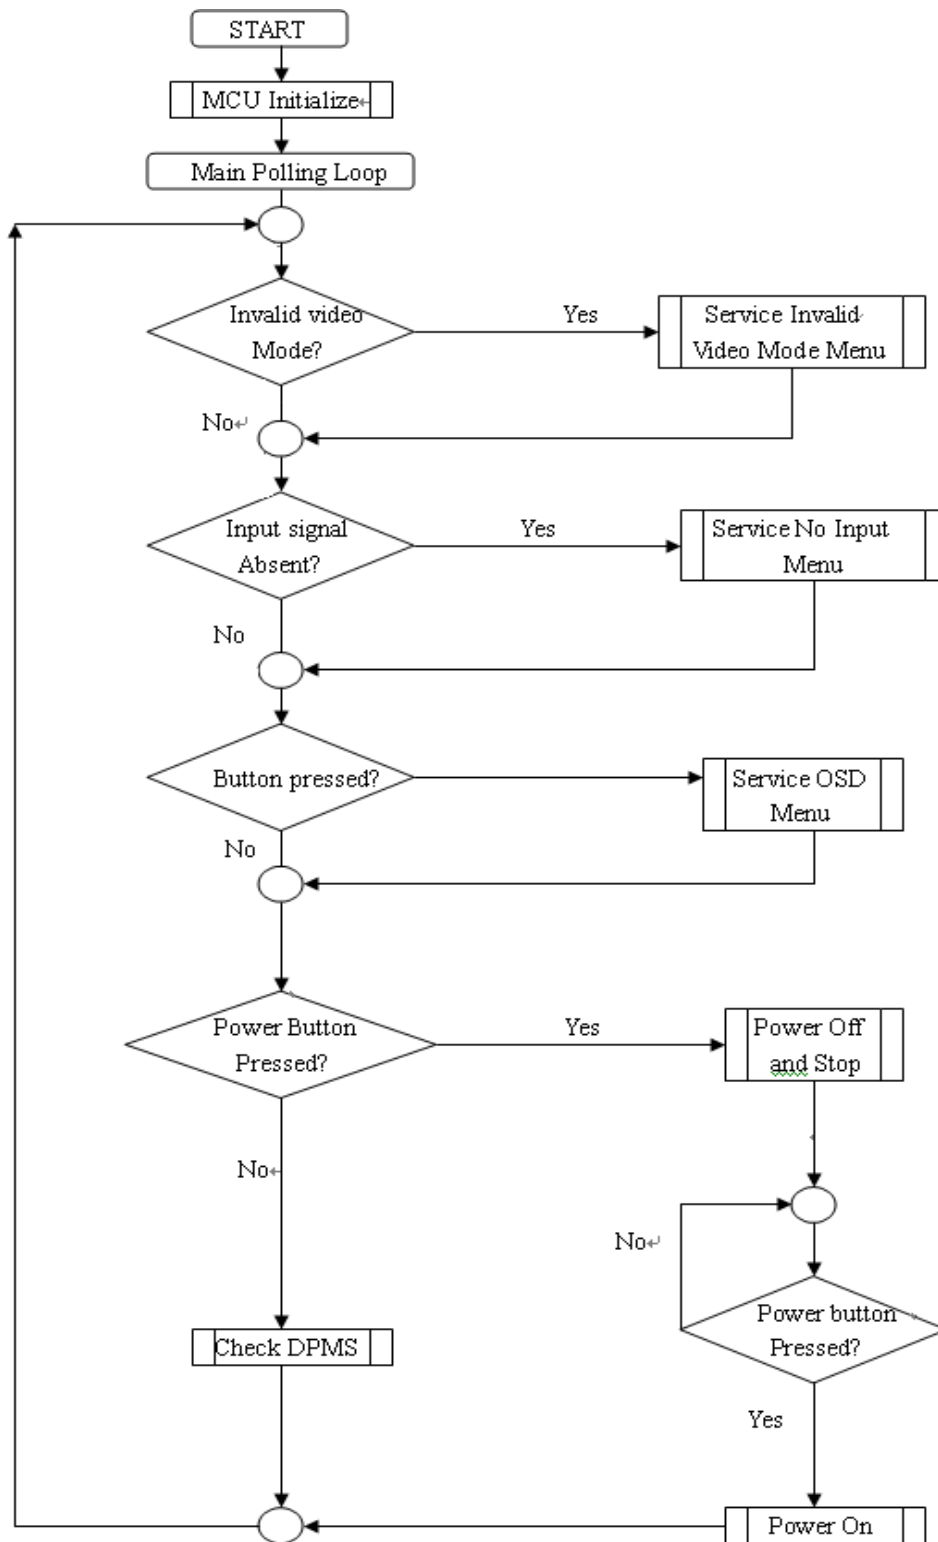 START
MCU Initialize
Main Polling Loop
Invalid video
Mode?
Yes
Service Invalid
Video Mode Menu
No
Input signal
Absent?
Yes
Service No Input
Menu
No
Button pressed?
Service OSD
Menu
No
Power Button
Pressed?
Yes
Power Off
and Stop
No
No
Power button
Pressed?
Check DPMS
Yes
Power On